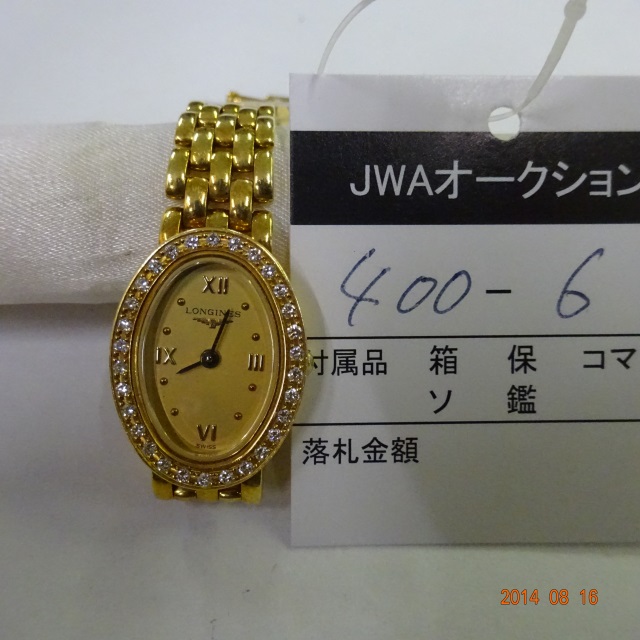 JWAオークション
400-6
付属品 箱 保 コマ
ソ 鑑
落札金額
XII
LONGINES
IX III
VI
SWISS
2014 08 16